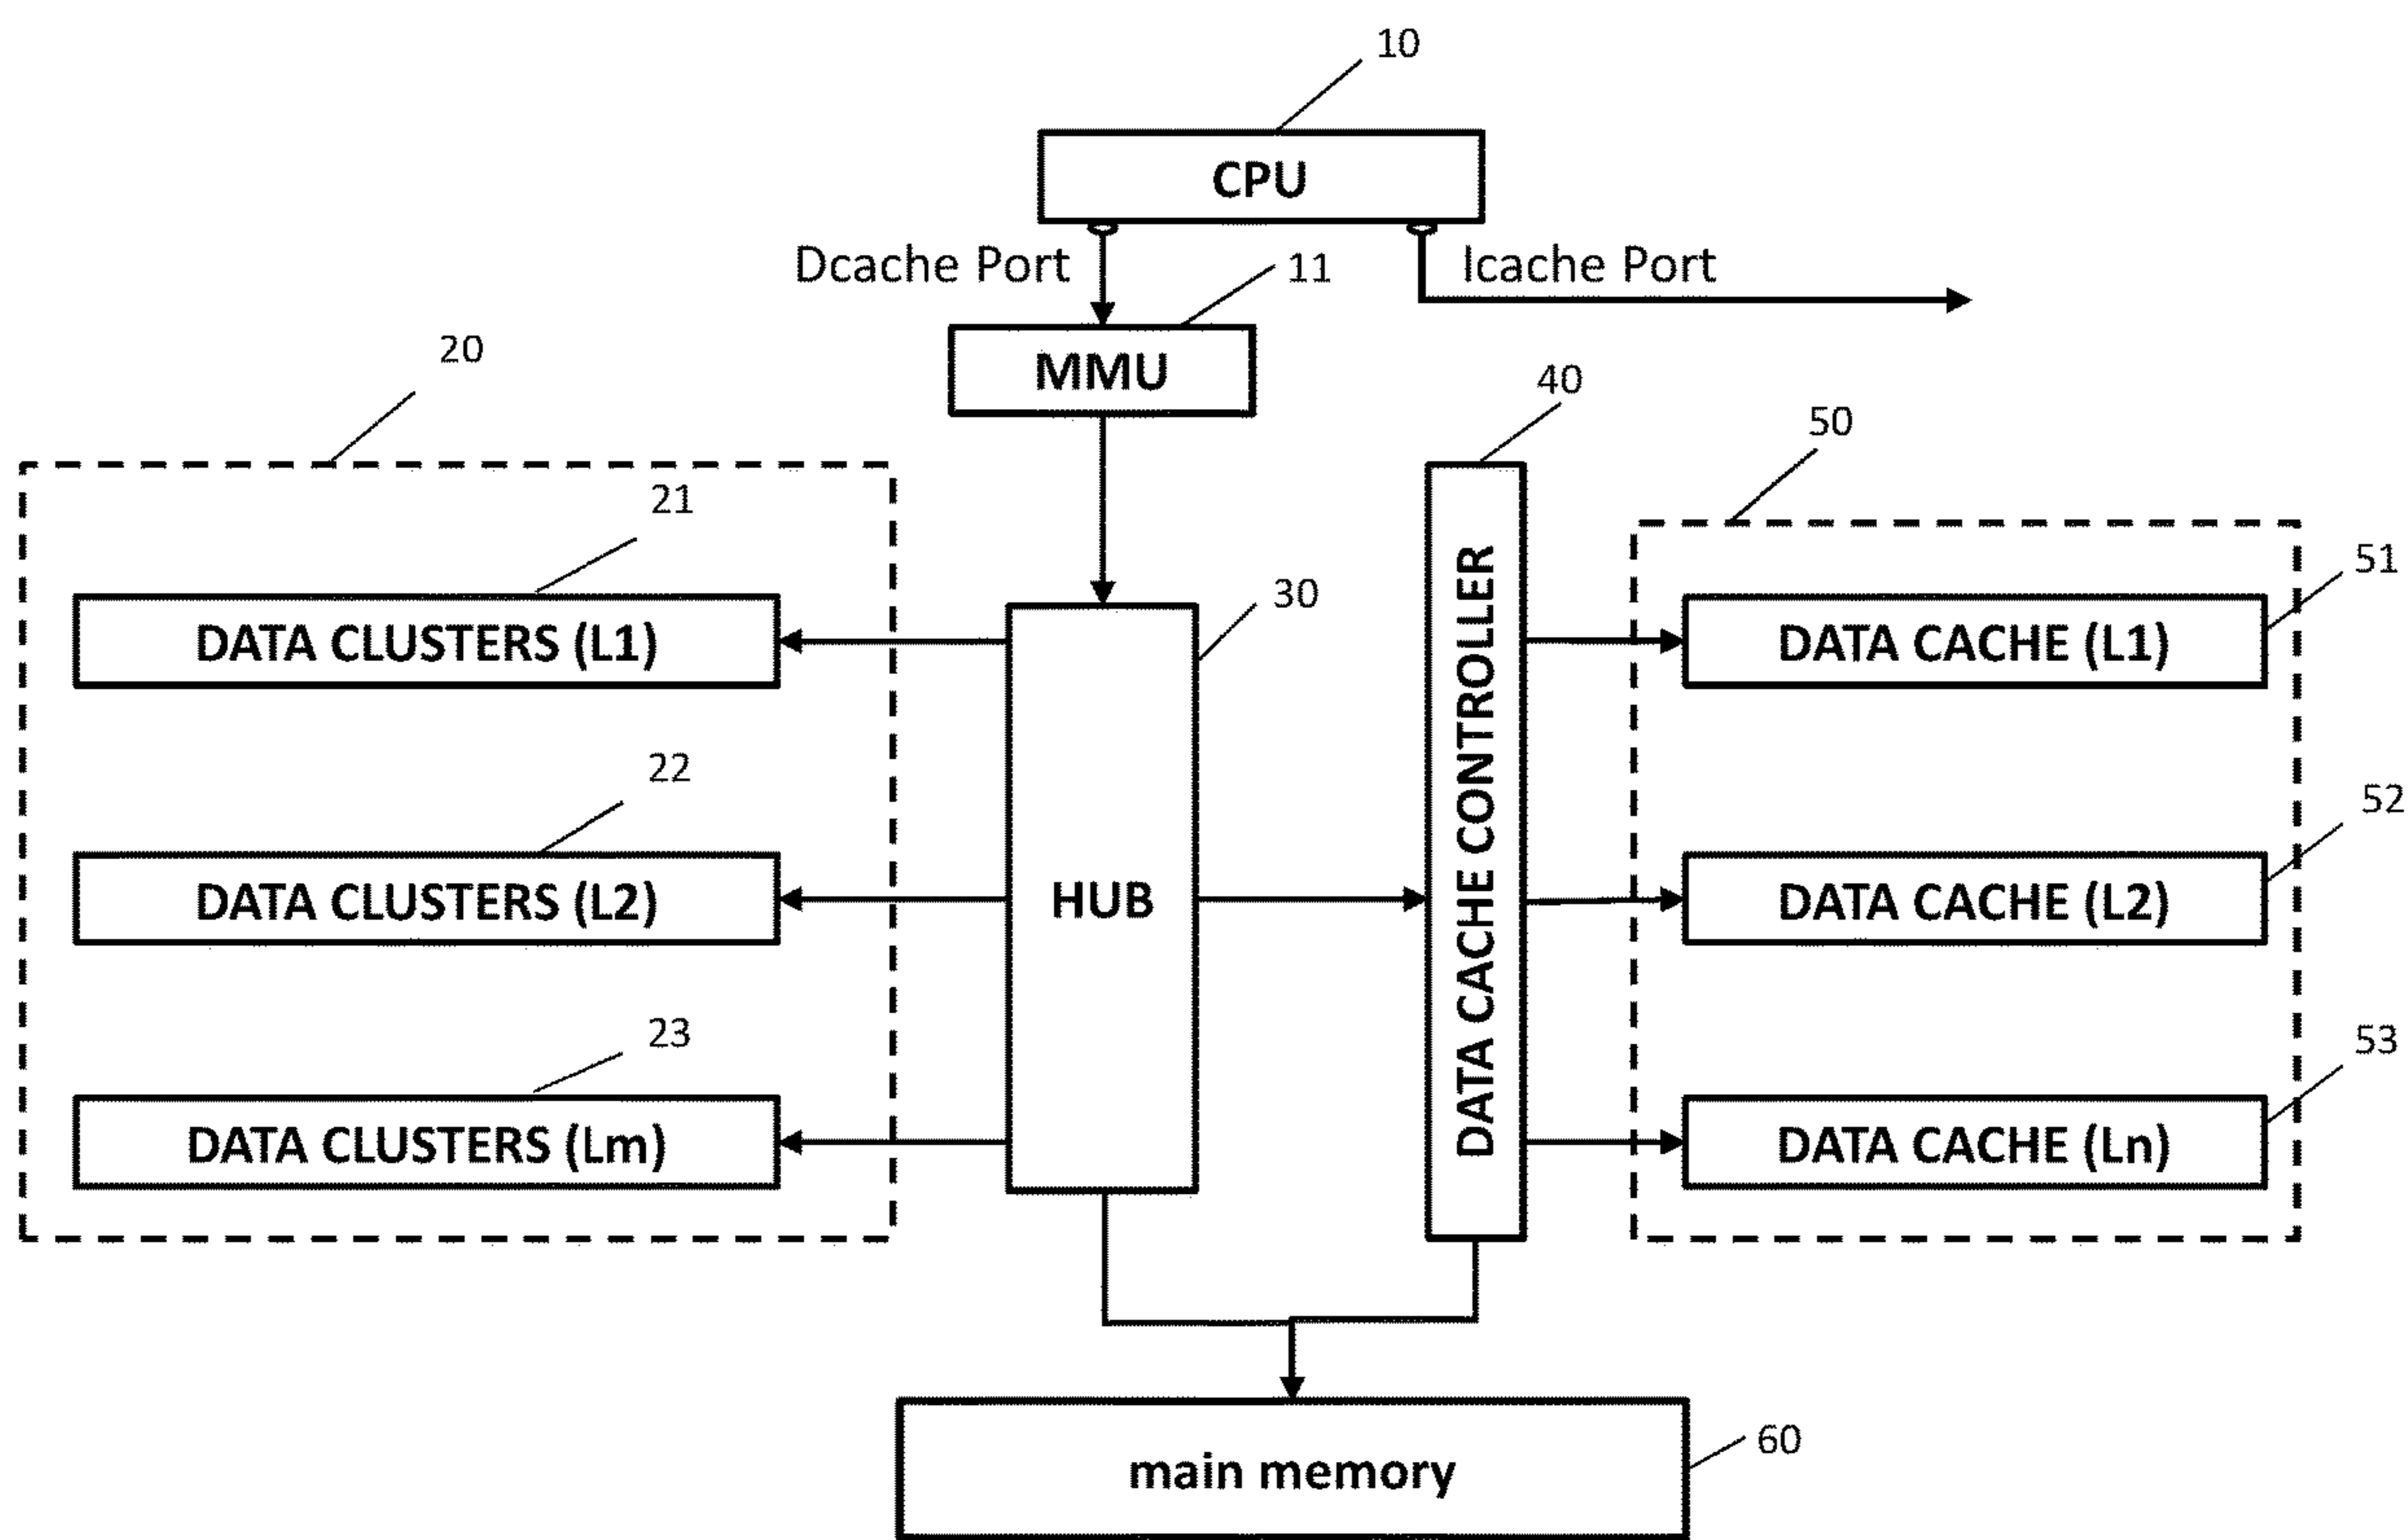 10
CPU
Dcache Port
11
Icache Port
20
MMU
40
50
21
51
30
DATA CLUSTERS (L1)
DATA CACHE (L1)
22
52
DATA CLUSTERS (L2)
HUB
DATA CACHE CONTROLLER
DATA CACHE (L2)
23
53
DATA CLUSTERS (Lm)
DATA CACHE (Ln)
main memory
60